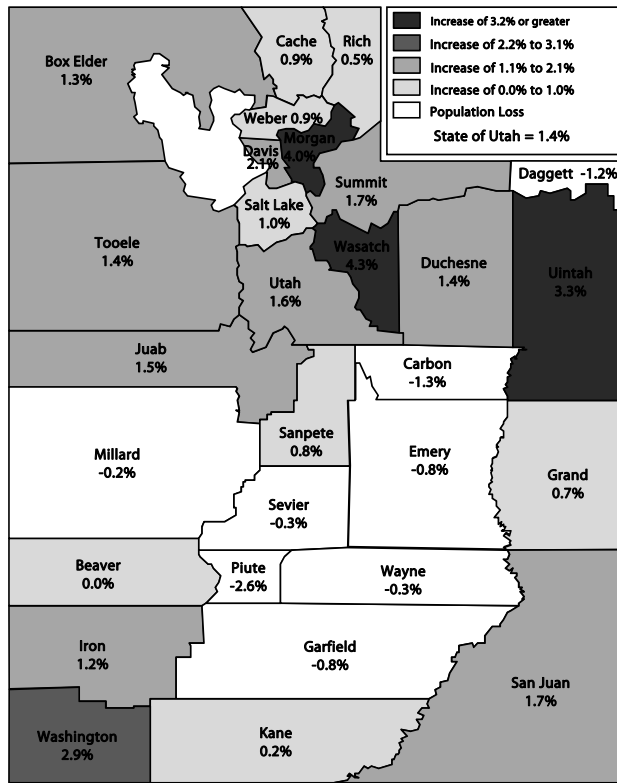 Increase of 3.2% or greater
Increase of 2.2% to 3.1%
Increase of 1.1% to 2.1%
Increase of 0.0% to 1.0%
Population Loss
State of Utah = 1.4%
Box Elder
1.3%
Cache
0.9%
Rich
0.5%
Weber 0.9%
Morgan
4.0%
Davis
2.1%
Summit
1.7%
Daggett -1.2%
Salt Lake
1.0%
Tooele
1.4%
Wasatch
4.3%
Duchesne
1.4%
Uintah
3.3%
Utah
1.6%
Juab
1.5%
Carbon
-1.3%
Sanpete
0.8%
Millard
-0.2%
Emery
-0.8%
Grand
0.7%
Sevier
-0.3%
Beaver
0.0%
Piute
-2.6%
Wayne
-0.3%
Iron
1.2%
Garfield
-0.8%
San Juan
1.7%
Washington
2.9%
Kane
0.2%